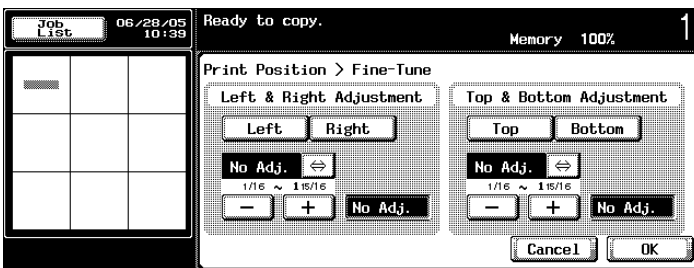 Job List
06/28/05
10:39
Ready to copy.
Memory 100%
1
Print Position > Fine-Tune
Left & Right Adjustment
Left Right
No Adj. ⇔
1/16 ~ 1 15/16
− + No Adj.
Top & Bottom Adjustment
Top Bottom
No Adj. ⇔
1/16 ~ 1 15/16
− + No Adj.
Cancel OK